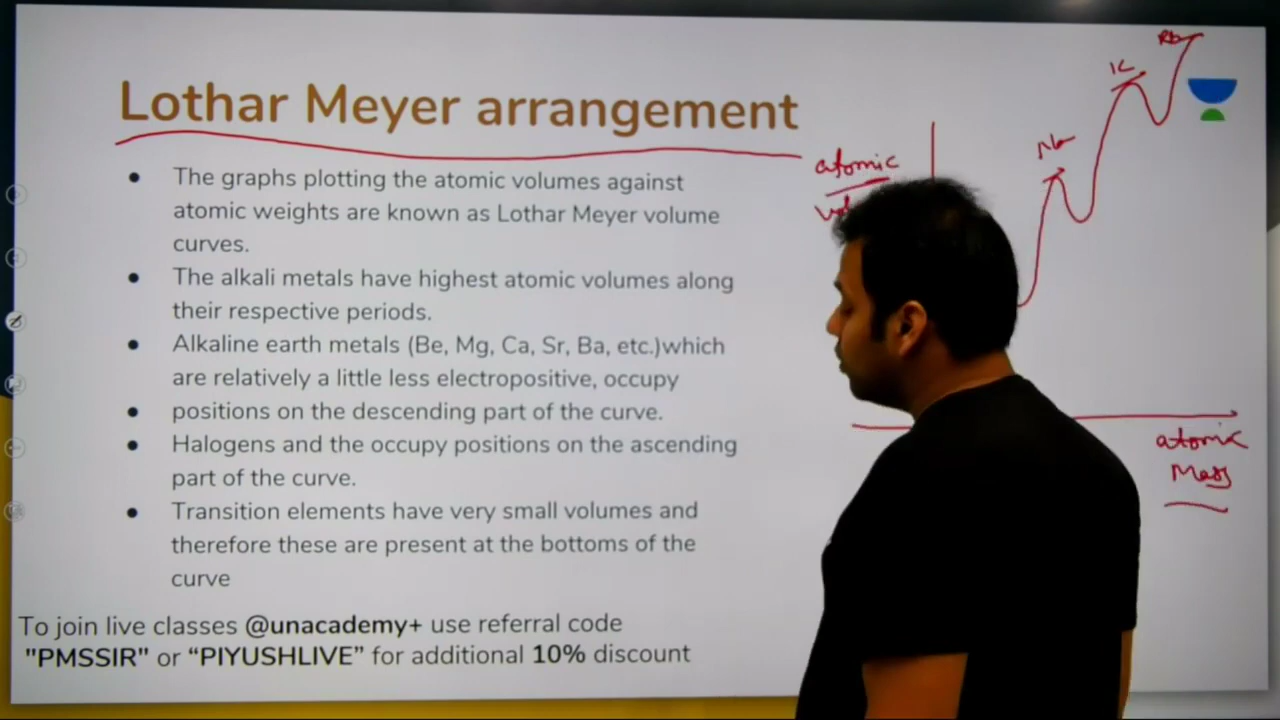 Lothar Meyer arrangement
The graphs plotting the atomic volumes against
atomic weights are known as Lothar Meyer volume
curves.
The alkali metals have highest atomic volumes along
their respective periods.
Alkaline earth metals (Be, Mg, Ca, Sr, Ba, etc.)which
are relatively a little less electropositive, occupy
positions on the descending part of the curve.
Halogens and the occupy positions on the ascending
part of the curve.
Transition elements have very small volumes and
therefore these are present at the bottoms of the
curve
To join live classes @unacademy+ use referral code
"PMSSIR" or “PIYUSHLIVE” for additional 10% discount
atomic
Na
K
Rb
atomic
Mass